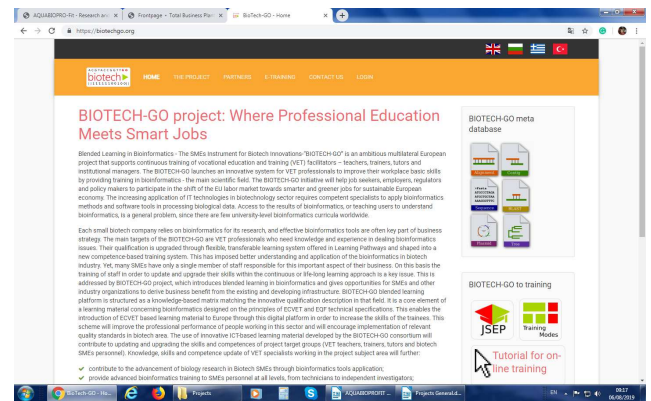 AQUABIOPRO-Fit - Research an
Frontpage - Total Business Plan
BioTech-GO - Home
https://biotechgo.org
biotech
HOME
THE PROJECT
PARTNERS
E-TRAINING
CONTACT US
LOGIN
BIOTECH-GO project: Where Professional Education
Meets Smart Jobs
Blended Learning in Bioinformatics - The SMEs Instrument for Biotech Innovations-"BIOTECH-GO" is an ambitious multilateral European
project that supports continuous training of vocational education and training (VET) facilitators – teachers, trainers, tutors and
institutional managers. The BIOTECH-GO launches an innovative system for VET professionals to improve their workplace basic skills
by providing training in bioinformatics - the main scientific field. The BIOTECH-GO initiative will help job seekers, employers, regulators
and policy makers to participate in the shift of the EU labor market towards smarter and greener jobs for sustainable European
economy. The increasing application of IT technologies in biotechnology sector requires competent specialists to apply bioinformatics
methods and software tools in processing biological data. Access to the results of bioinformatics, or teaching users to understand
bioinformatics, is a general problem, since there are few university-level bioinformatics curricula worldwide.
Each small biotech company relies on bioinformatics for its research, and effective bioinformatics tools are often key part of business
strategy. The main targets of the BIOTECH-GO are VET professionals who need knowledge and experience in dealing bioinformatics
issues. Their qualification is upgraded through flexible, transferable learning system offered in Learning Pathways and shaped into a
new competence-based training system. This has imposed better understanding and application of the bioinformatics in biotech
industry. Yet, many SMEs have only a single member of staff responsible for this important aspect of their business. On this basis the
training of staff in order to update and upgrade their skills within the continuous or life-long learning approach is a key issue. This is
addressed by BIOTECH-GO project, which introduces blended learning in bioinformatics and gives opportunities for SMEs and other
industry organizations to derive business benefit from the existing and developing infrastructure. BIOTECH-GO blended learning
platform is structured as a knowledge-based matrix matching the innovative qualification description in that field. It is a core element of
a learning material concerning bioinformatics designed on the principles of ECVET and EQF technical specifications. This enables the
introduction of ECVET based learning material to Europe through this digital platform in order to increase the skills of the trainees. This
scheme will improve the professional performance of people working in this sector and will encourage implementation of relevant
quality standards in biotech area. The use of innovative ICT-based learning material developed by the BIOTECH-GO consortium will
contribute to updating and upgrading the skills and competences of project target groups (VET teachers, trainers, tutors and biotech
SMEs personnel). Knowledge, skills and competence update of VET specialists working in the project subject area will further:
contribute to the advancement of biology research in Biotech SMEs through bioinformatics tools application;
provide advanced bioinformatics training to SMEs personnel at all levels, from technicians to independent investigators;
BIOTECH-GO meta
database
Alignment
Contig
Sequence
BLAST
Plasmid
Tree
BIOTECH-GO to training
JSEP
Training
Modes
Tutorial for on-
line training
BioTech-GO - Ho...
Projects
AQUABIOPROFIT ...
Projects General.d...
EN
09:17
06/08/2019